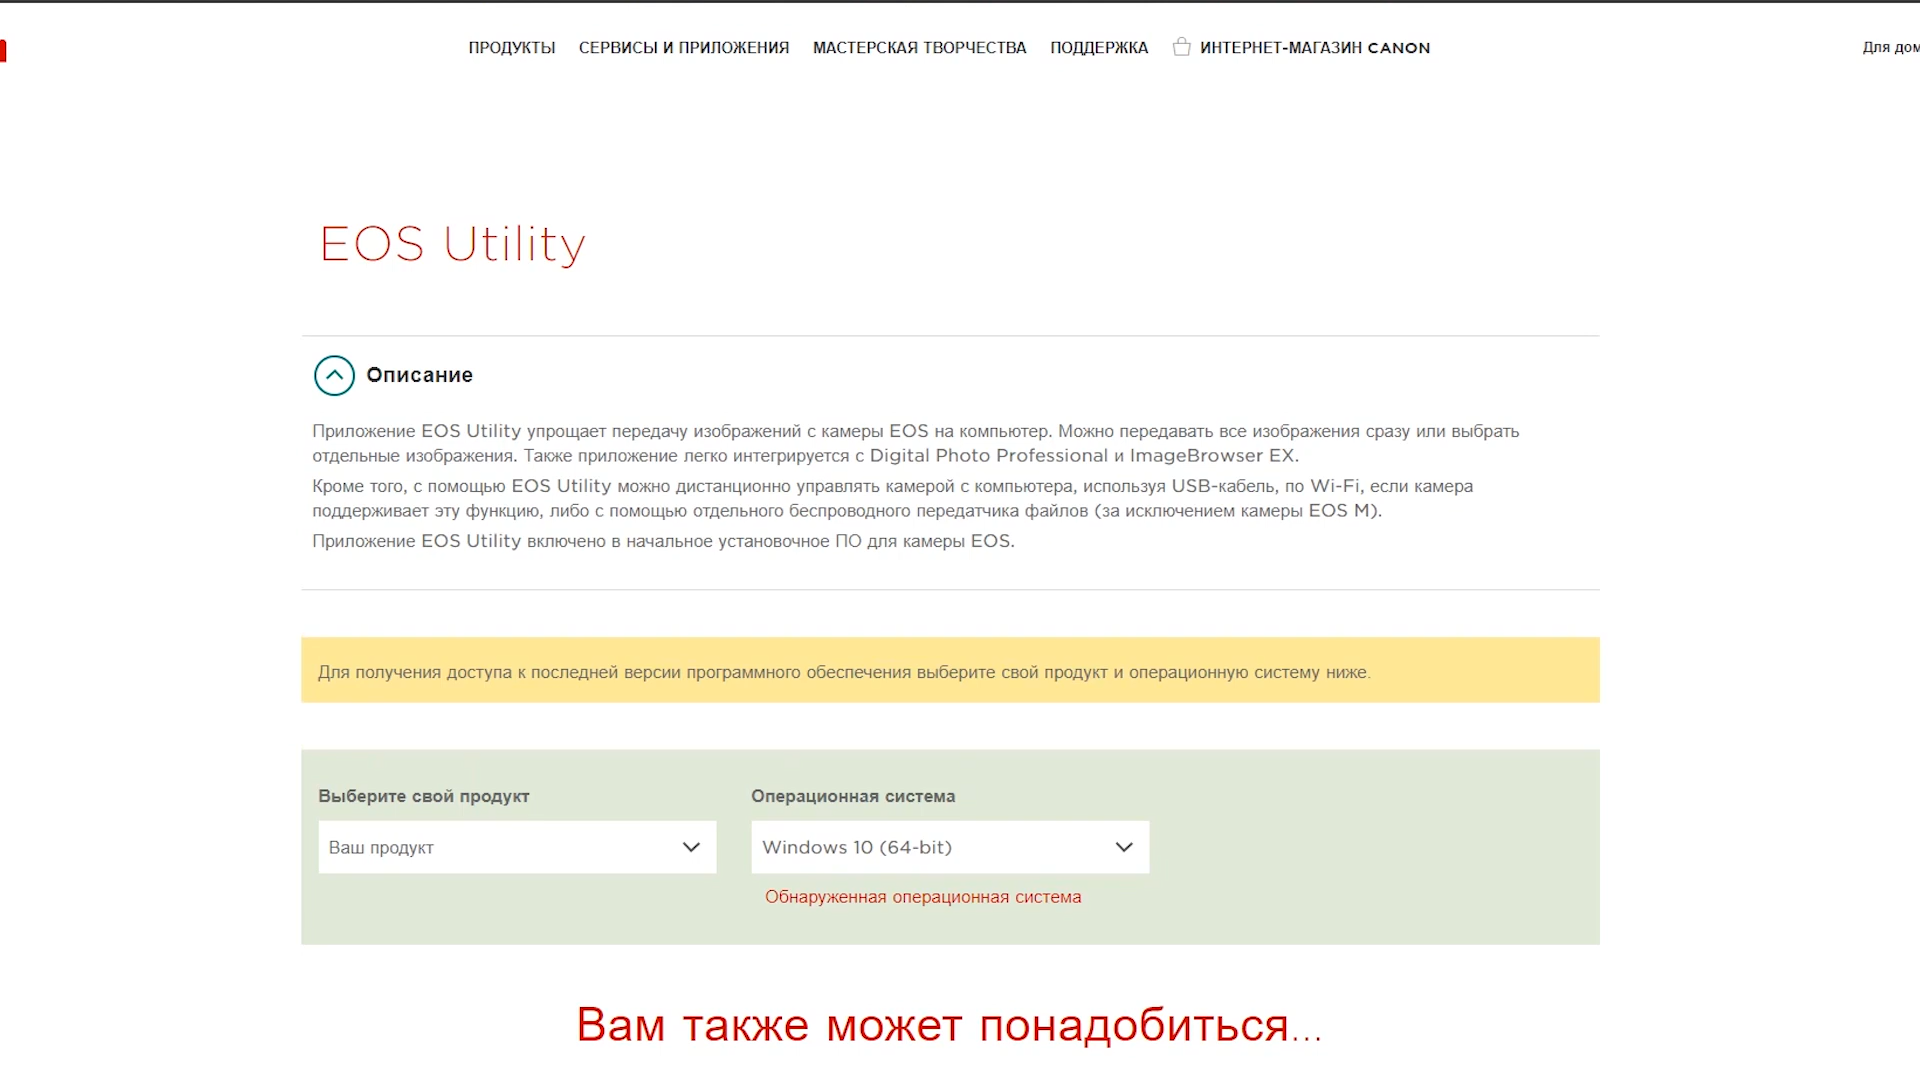 ПРОДУКТЫ СЕРВИСЫ И ПРИЛОЖЕНИЯ МАСТЕРСКАЯ ТВОРЧЕСТВА ПОДДЕРЖКА ИНТЕРНЕТ-МАГАЗИН CANON Для дом
EOS Utility
Описание
Приложение EOS Utility упрощает передачу изображений с камеры EOS на компьютер. Можно передавать все изображения сразу или выбрать
отдельные изображения. Также приложение легко интегрируется с Digital Photo Professional и ImageBrowser EX.
Кроме того, с помощью EOS Utility можно дистанционно управлять камерой с компьютера, используя USB-кабель, по Wi-Fi, если камера
поддерживает эту функцию, либо с помощью отдельного беспроводного передатчика файлов (за исключением камеры EOS M).
Приложение EOS Utility включено в начальное установочное ПО для камеры EOS.
Для получения доступа к последней версии программного обеспечения выберите свой продукт и операционную систему ниже.
Выберите свой продукт Операционная система
Ваш продукт Windows 10 (64-bit)
Обнаруженная операционная система
Вам также может понадобиться...